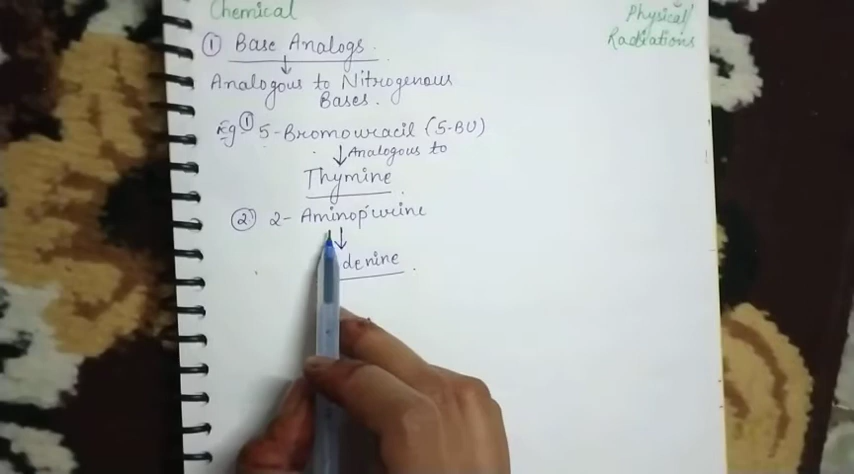 Chemical
Physical/
Radiations
① Base Analogs.
↓
Analogous to Nitrogenous
Bases.
Eg ① 5-Bromouracil (5-BU)
↓ Analogous to
Thymine.
② 2-Aminopurine
↓
denine.